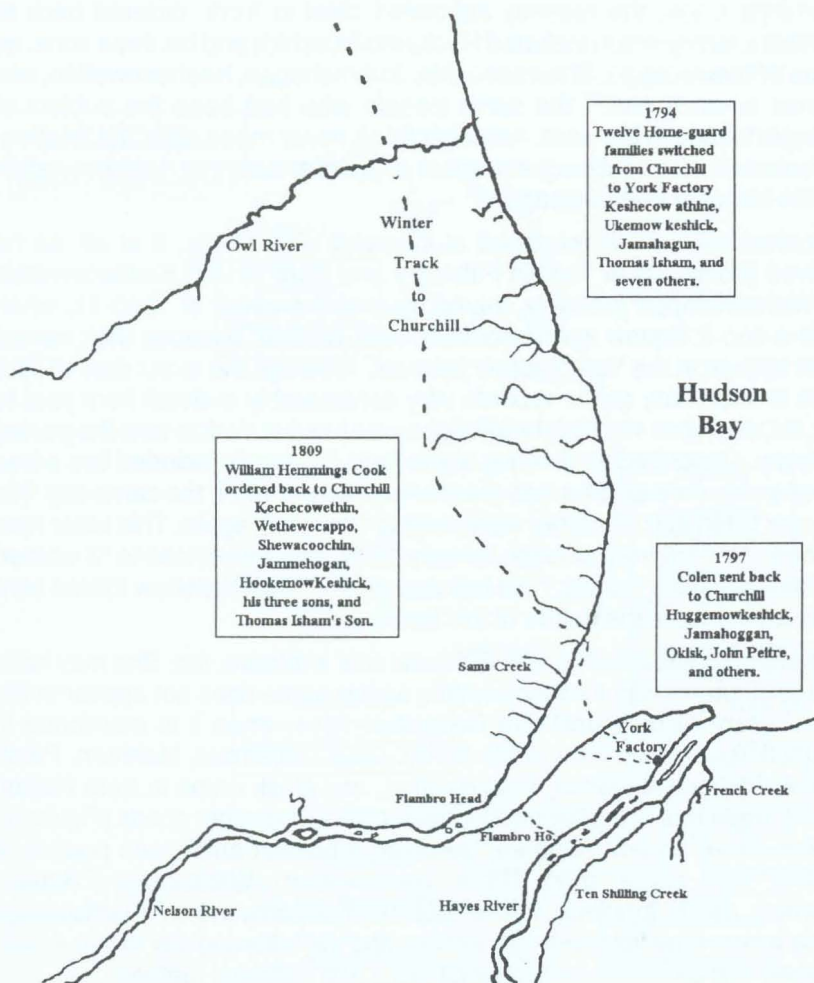 1794
Twelve Home-guard
families switched
from Churchill
to York Factory
Keshecow athine,
Ukemow keshick,
Jamahagun,
Thomas Isham, and
seven others.
Owl River
Winter
Track
to
Churchill
Hudson
Bay
1809
William Hemmings Cook
ordered back to Churchill
Kechecowethin,
Wethewecappo,
Shewacoochin,
Jammehogan,
HookemowKeshick,
his three sons, and
Thomas Isham's Son.
1797
Colen sent back
to Churchill
Huggemowkeshick,
Jamahoggan,
Okisk, John Peitre,
and others.
Sams Creek
York
Factory
French Creek
Flambro Head
Flambro Ho.
Ten Shilling Creek
Hayes River
Nelson River